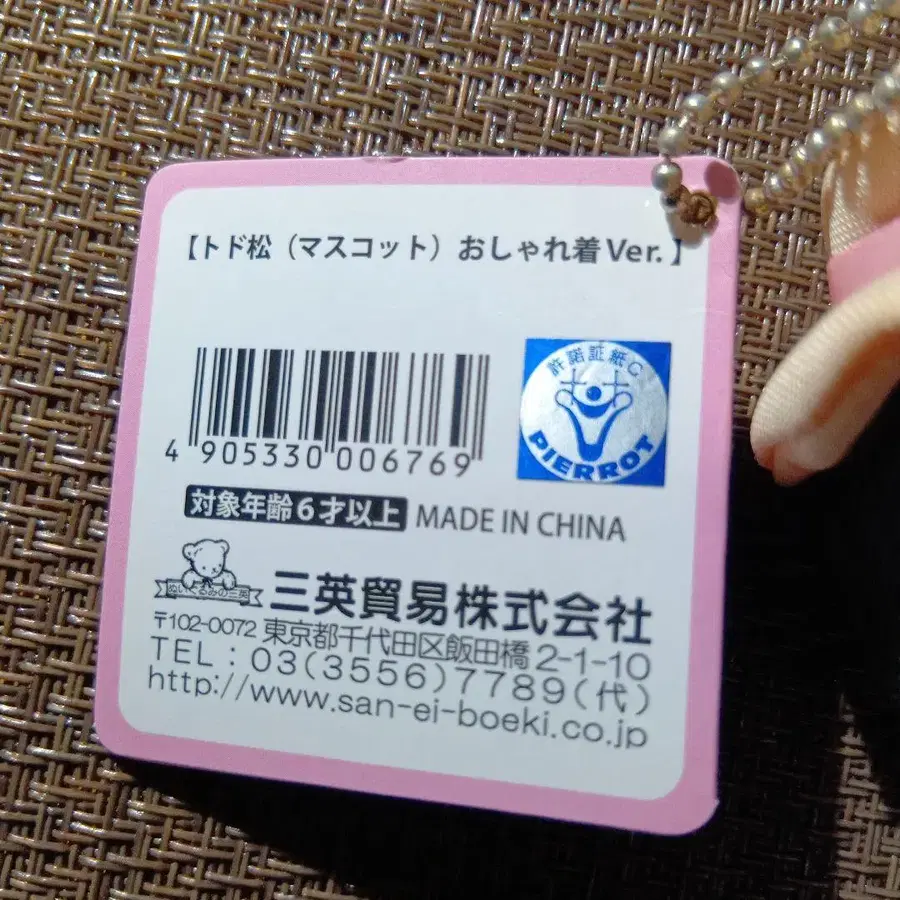 【トド松（マスコット）おしゃれ着Ver.】
許諾証紙C
PIERROT
4 905330 006769
対象年齢6才以上 MADE IN CHINA
ぬいぐるみの三英
三英貿易株式会社
〒102-0072 東京都千代田区飯田橋2-1-10
TEL：03(3556)7789(代)
http://www.san-ei-boeki.co.jp